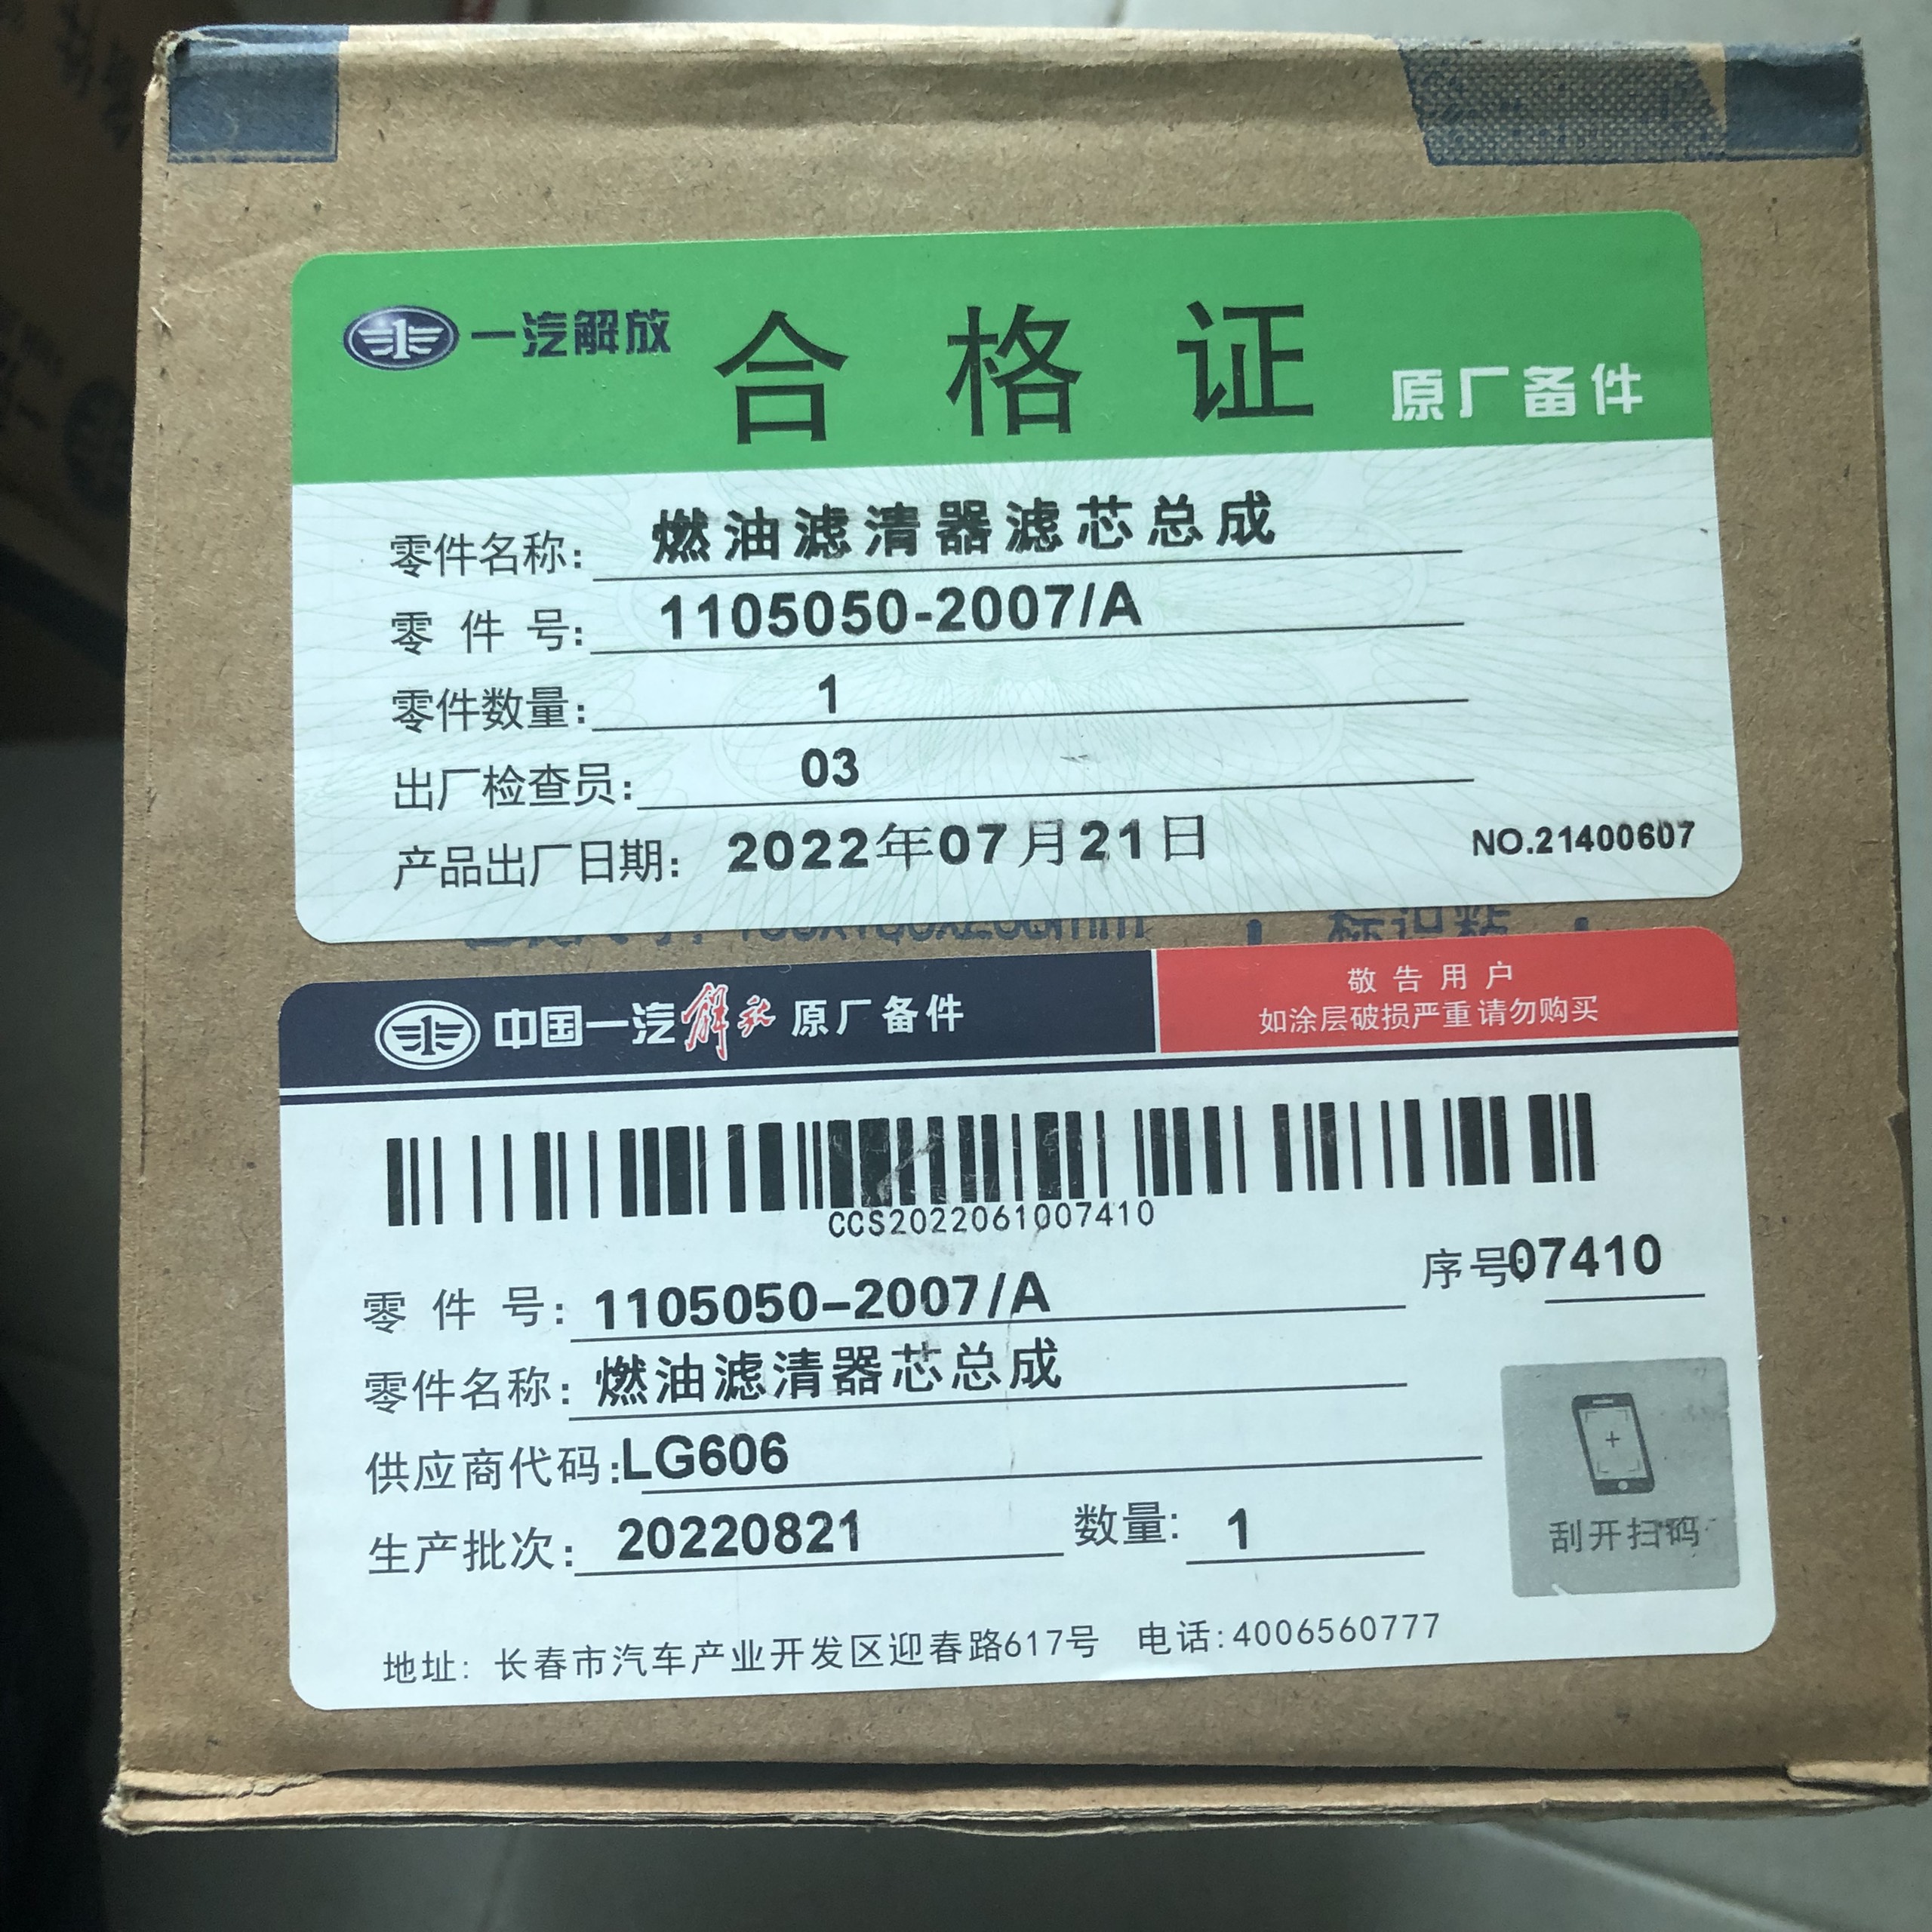 一汽解放 合格证 原厂备件
零件名称: 燃油滤清器滤芯总成
零件号: 1105050-2007/A
零件数量: 1
出厂检查员: 03
产品出厂日期: 2022年07月21日 NO.21400607
中国一汽解放 原厂备件
敬告用户
如涂层破损严重请勿购买
CCS2022061007410
序号:07410
零件号: 1105050-2007/A
零件名称: 燃油滤清器芯总成
供应商代码:LG606
生产批次: 20220821 数量: 1
刮开扫码
地址: 长春市汽车产业开发区迎春路617号 电话:4006560777